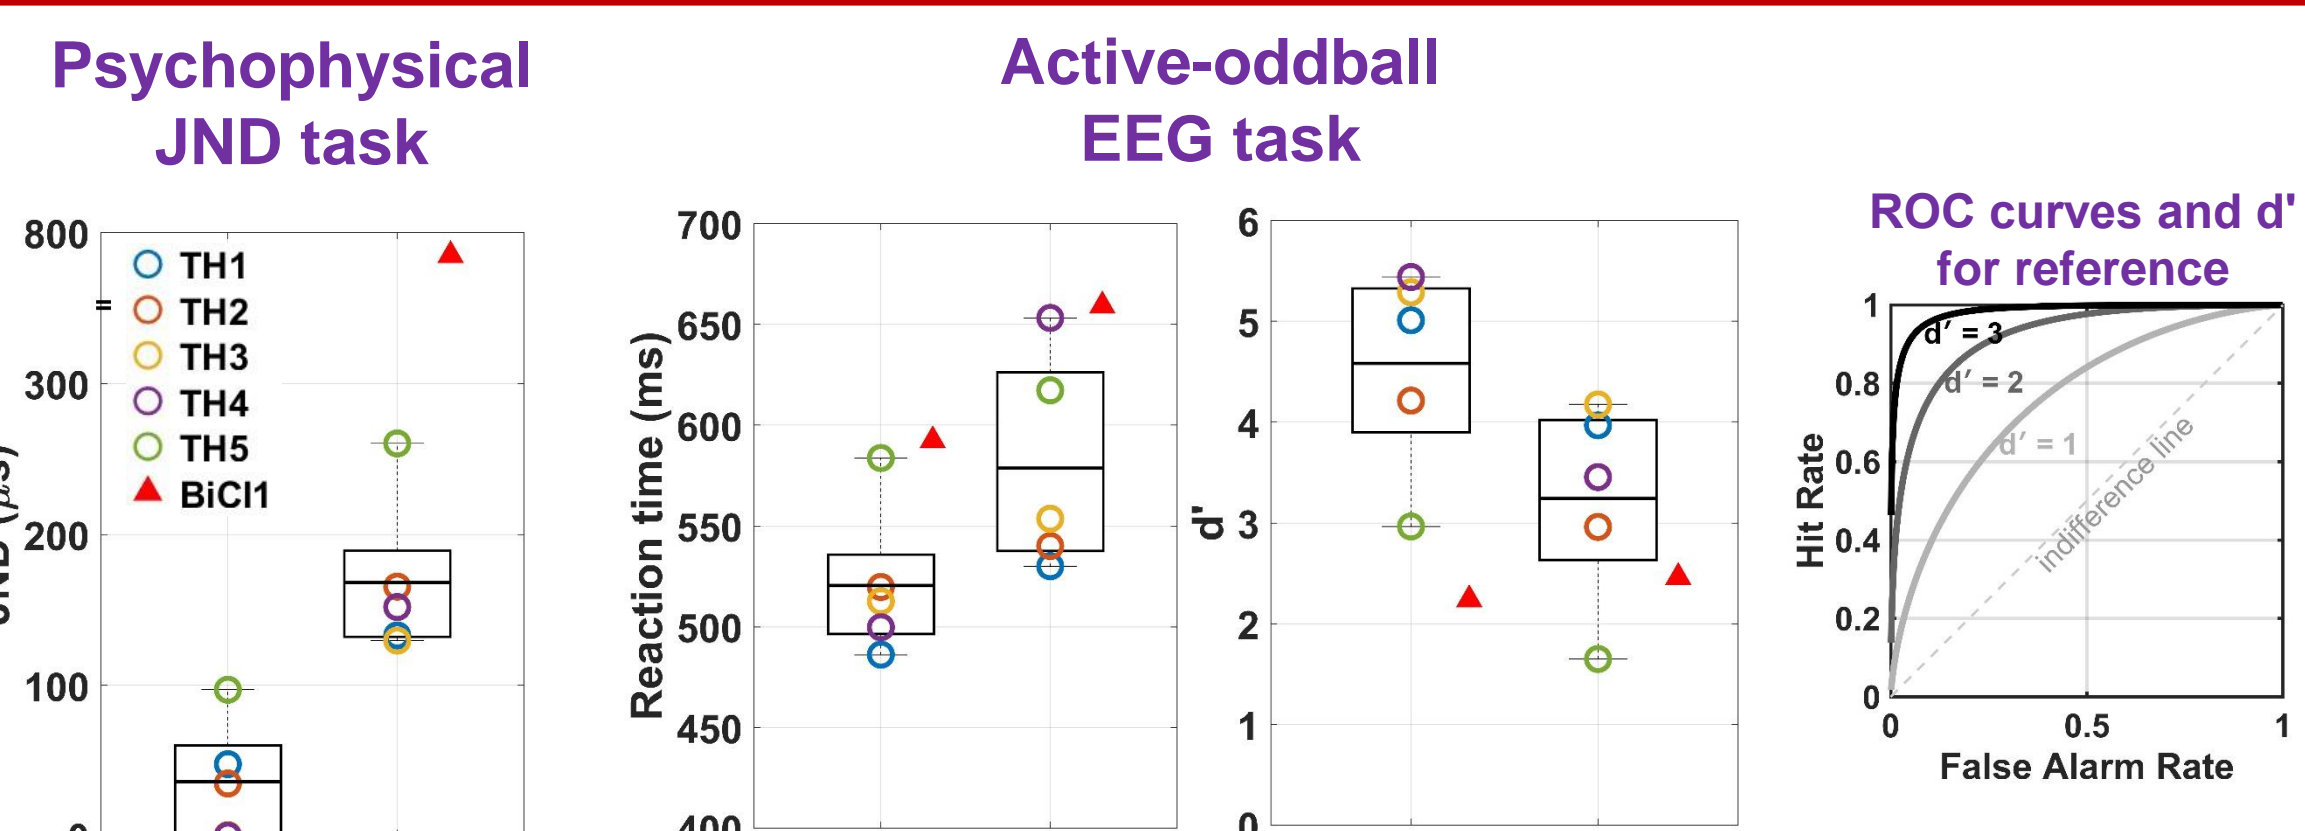 Psychophysical
JND task
Active-oddball
EEG task
ROC curves and d'
for reference
800
300
200
100
TH1
TH2
TH3
TH4
TH5
BiCI1
Reaction time (ms)
700
650
600
550
500
450
400
d'
6
5
4
3
2
1
0
Hit Rate
1
0.8
0.6
0.4
0.2
0
d′ = 3
d′ = 2
d′ = 1
indifference line
0
0.5
1
False Alarm Rate